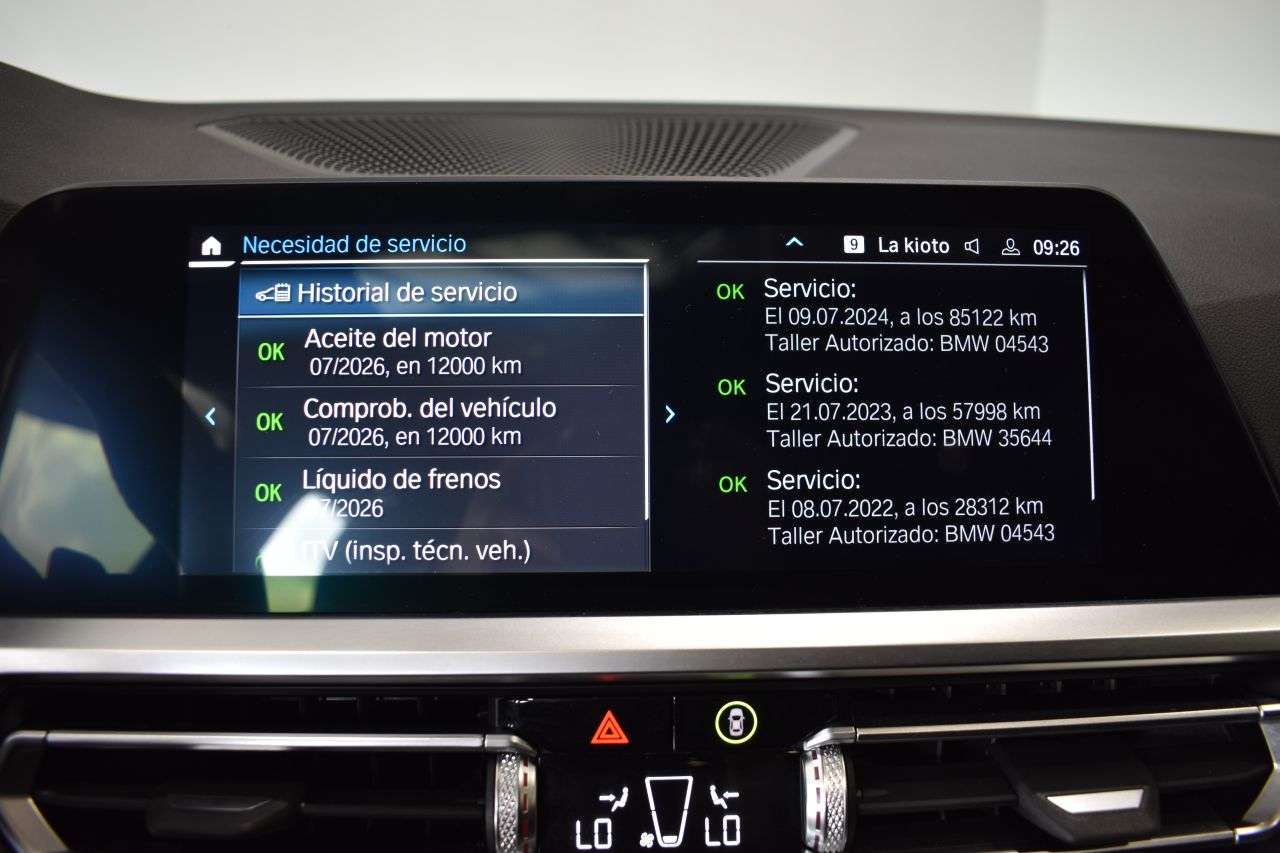 Necesidad de servicio
9 La kioto 09:26
Historial de servicio
OK Aceite del motor
07/2026, en 12000 km
OK Comprob. del vehículo
07/2026, en 12000 km
OK Líquido de frenos
07/2026
ITV (insp. técn. veh.)
OK Servicio:
El 09.07.2024, a los 85122 km
Taller Autorizado: BMW 04543
OK Servicio:
El 21.07.2023, a los 57998 km
Taller Autorizado: BMW 35644
OK Servicio:
El 08.07.2022, a los 28312 km
Taller Autorizado: BMW 04543
LO LO